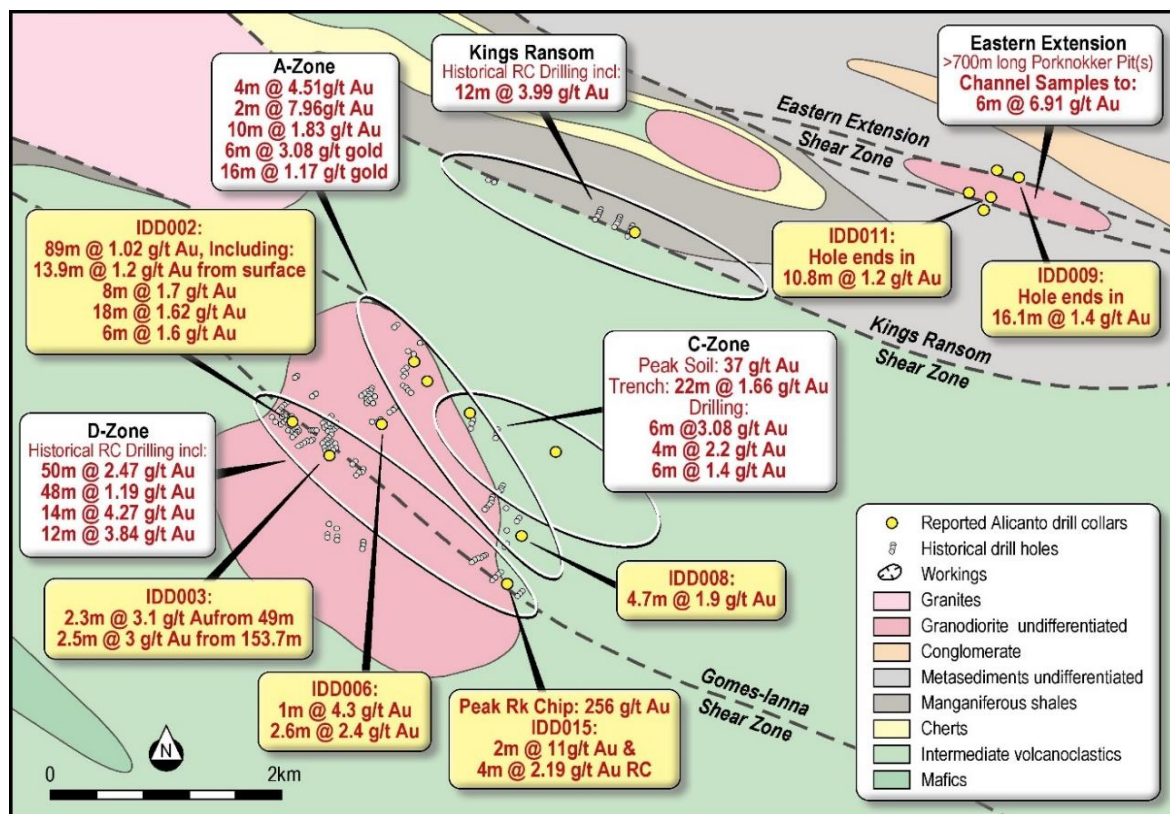 A-Zone
4m @ 4.51g/t Au
2m @ 7.96g/t Au
10m @ 1.83 g/t Au
6m @ 3.08 g/t gold
16m @ 1.17 g/t gold
Kings Ransom
Historical RC Drilling incl:
12m @ 3.99 g/t Au
Eastern Extension
>700m long Porknokker Pit(s)
Channel Samples to:
6m @ 6.91 g/t Au
Eastern Extension
Shear Zone
IDD002:
89m @ 1.02 g/t Au, Including:
13.9m @ 1.2 g/t Au from surface
8m @ 1.7 g/t Au
18m @ 1.62 g/t Au
6m @ 1.6 g/t Au
IDD011:
Hole ends in
10.8m @ 1.2 g/t Au
IDD009:
Hole ends in
16.1m @ 1.4 g/t Au
Kings Ransom
Shear Zone
C-Zone
Peak Soil: 37 g/t Au
Trench: 22m @ 1.66 g/t Au
Drilling:
6m @3.08 g/t Au
4m @ 2.2 g/t Au
6m @ 1.4 g/t Au
D-Zone
Historical RC Drilling incl:
50m @ 2.47 g/t Au
48m @ 1.19 g/t Au
14m @ 4.27 g/t Au
12m @ 3.84 g/t Au
IDD003:
2.3m @ 3.1 g/t Aufrom 49m
2.5m @ 3 g/t Au from 153.7m
IDD008:
4.7m @ 1.9 g/t Au
IDD006:
1m @ 4.3 g/t Au
2.6m @ 2.4 g/t Au
Peak Rk Chip: 256 g/t Au
IDD015:
2m @ 11g/t Au &
4m @ 2.19 g/t Au RC
Gomes-Ianna
Shear Zone
N
0 2km
Reported Alicanto drill collars
Historical drill holes
Workings
Granites
Granodiorite undifferentiated
Conglomerate
Metasediments undifferentiated
Manganiferous shales
Cherts
Intermediate volcanoclastics
Mafics